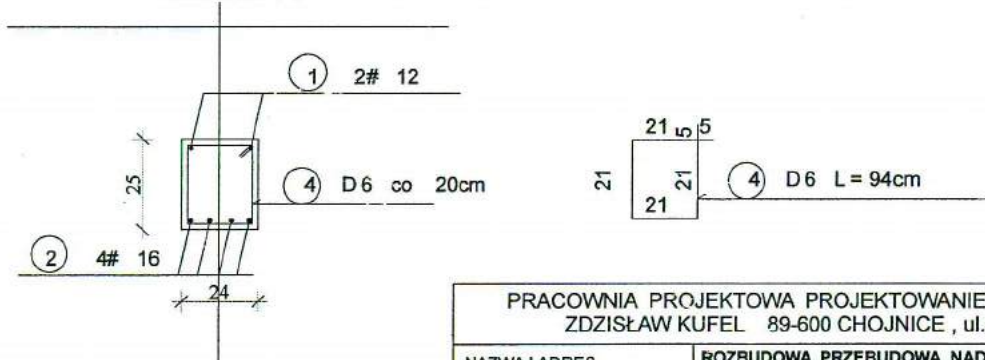 1 2# 12
21 5 5
25
4 D 6 co 20cm
21
21
4 D 6 L = 94cm
21
2 4# 16
24
PRACOWNIA PROJEKTOWA PROJEKTOWANIE
ZDZISŁAW KUFEL 89-600 CHOJNICE , ul.
NAZWA I ADRES
ROZBUDOWA PRZEBUDOWA NAD